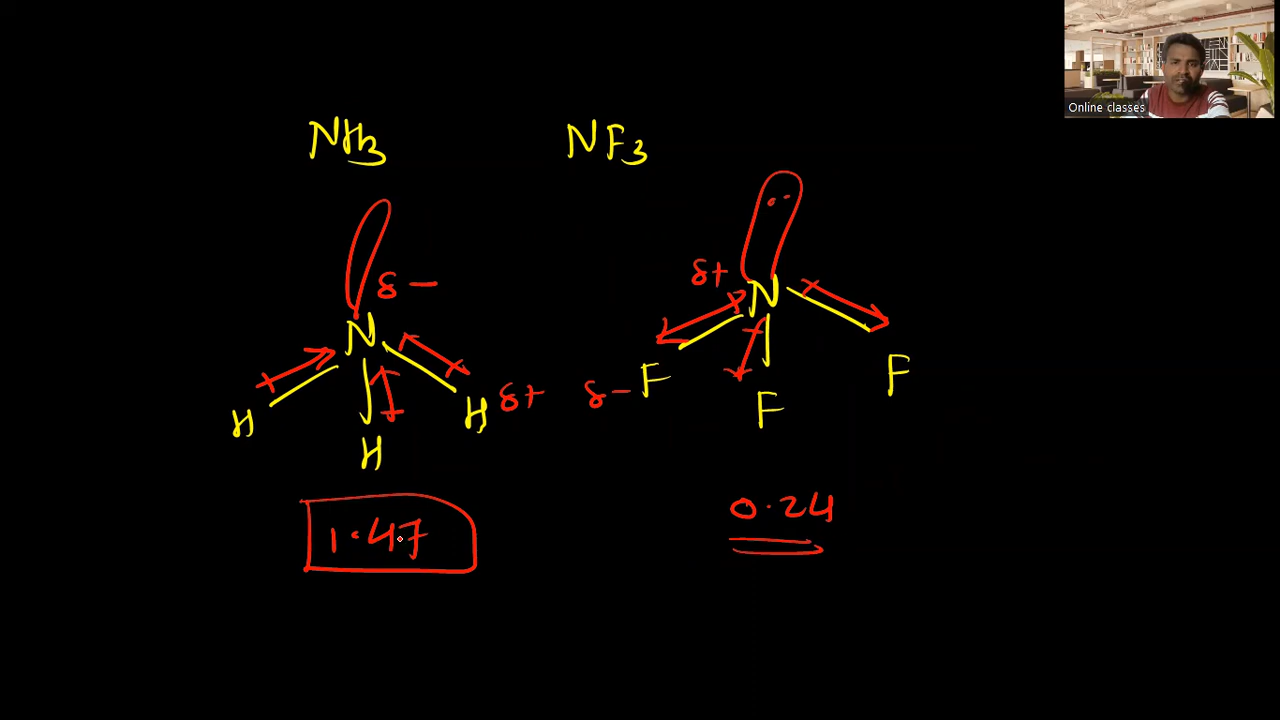 Online classes
NH3 NF3
δ- δ+
N N
H H H δ+ δ- F F F
1.47 0.24